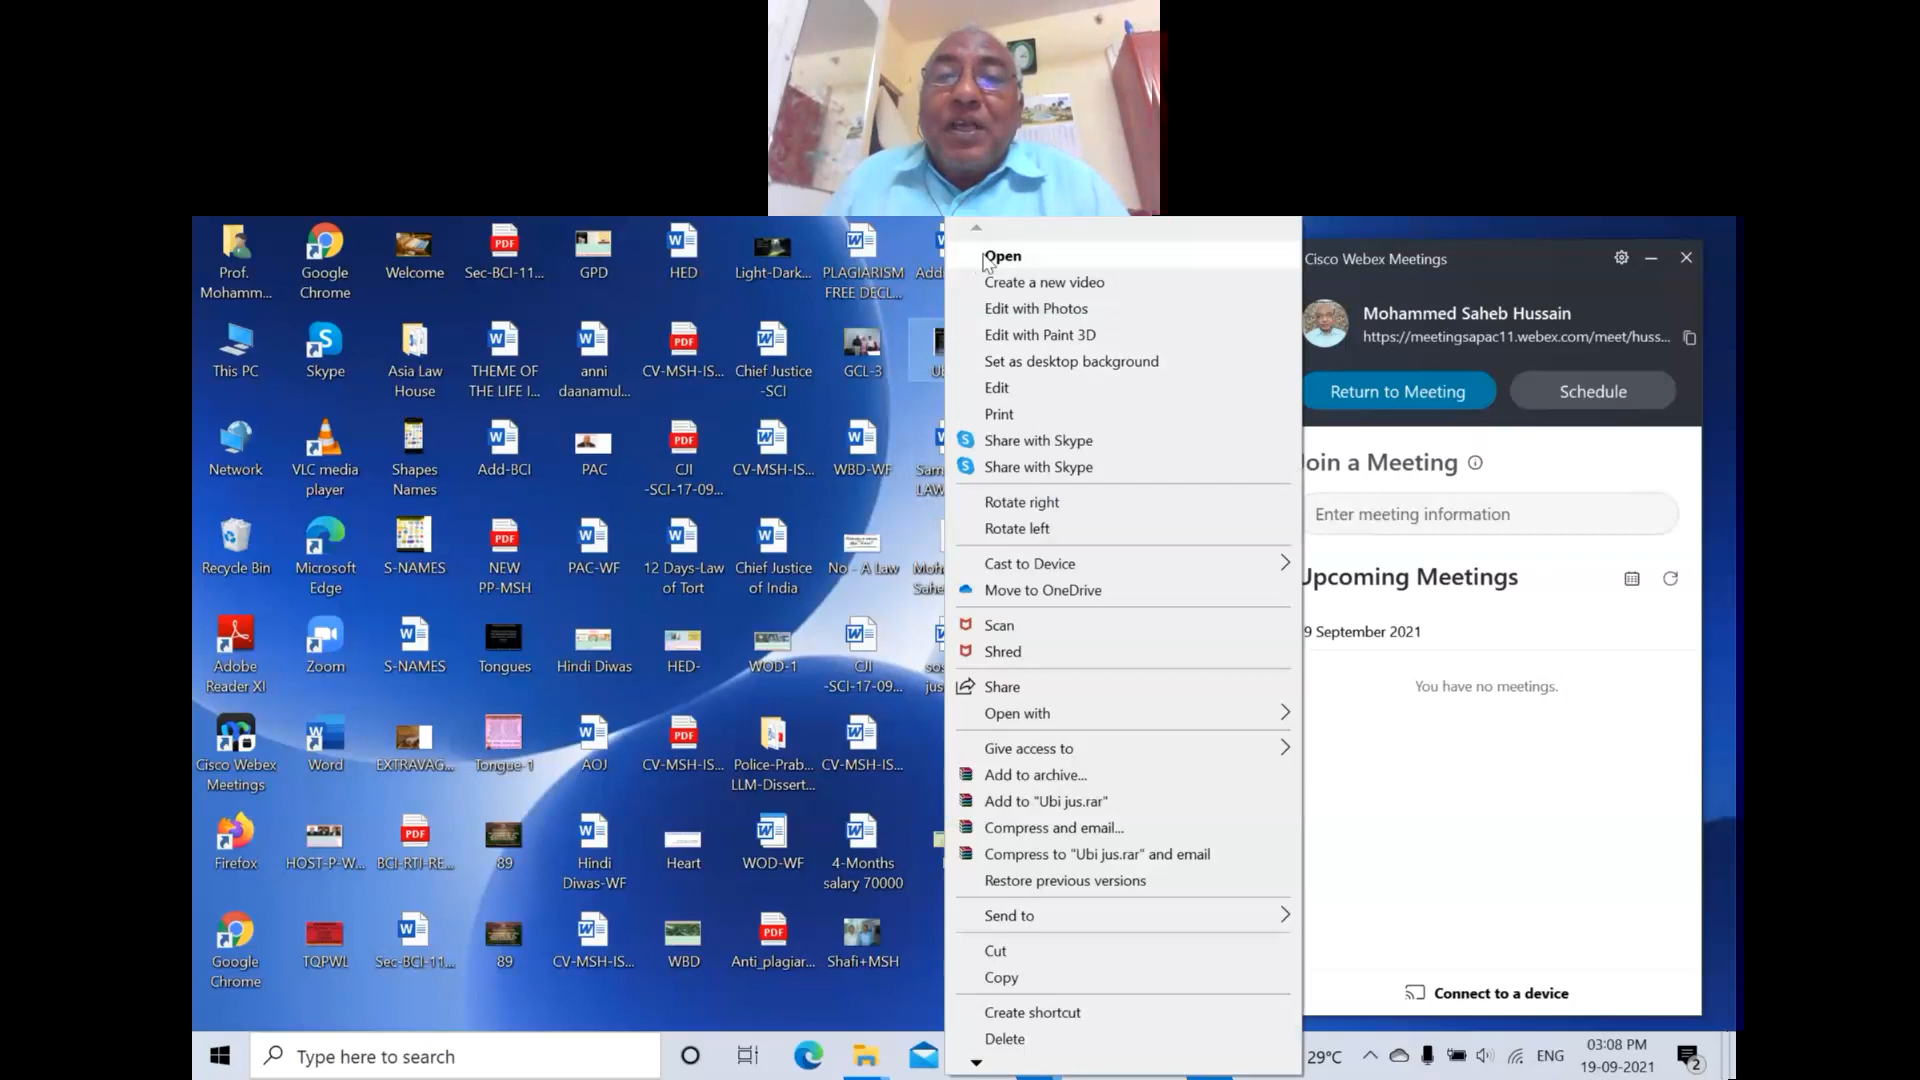 Prof.
Mohamm...
Google
Chrome
Welcome
Sec-BCI-11...
GPD
HED
Light-Dark...
PLAGIARISM
FREE DECL...
This PC
Skype
Asia Law
House
THEME OF
THE LIFE I...
anni
daanamul...
CV-MSH-IS...
Chief Justice
-SCI
GCL-3
Network
VLC media
player
Shapes
Names
Add-BCI
PAC
CJI
-SCI-17-09...
CV-MSH-IS...
WBD-WF
Recycle Bin
Microsoft
Edge
S-NAMES
NEW
PP-MSH
PAC-WF
12 Days-Law
of Tort
Chief Justice
of India
No - A Law
Adobe
Reader XI
Zoom
S-NAMES
Tongues
Hindi Diwas
HED-
WOD-1
CJI
-SCI-17-09...
Cisco Webex
Meetings
Word
EXTRAVAG...
Tongue-1
AOJ
CV-MSH-IS...
Police-Prab...
LLM-Dissert...
CV-MSH-IS...
Firefox
HOST-P-W...
BCI-RTI-RE...
89
Hindi
Diwas-WF
Heart
WOD-WF
4-Months
salary 70000
Google
Chrome
TQPWL
Sec-BCI-11...
89
CV-MSH-IS...
WBD
Anti_plagiar...
Shafi+MSH
Open
Create a new video
Edit with Photos
Edit with Paint 3D
Set as desktop background
Edit
Print
Share with Skype
Share with Skype
Rotate right
Rotate left
Cast to Device
Move to OneDrive
Scan
Shred
Share
Open with
Give access to
Add to archive...
Add to "Ubi jus.rar"
Compress and email...
Compress to "Ubi jus.rar" and email
Restore previous versions
Send to
Cut
Copy
Create shortcut
Delete
Cisco Webex Meetings
Mohammed Saheb Hussain
https://meetingsapac11.webex.com/meet/huss...
Return to Meeting
Schedule
Join a Meeting
Enter meeting information
Upcoming Meetings
9 September 2021
You have no meetings.
Connect to a device
Type here to search
29°C
ENG
03:08 PM
19-09-2021
2